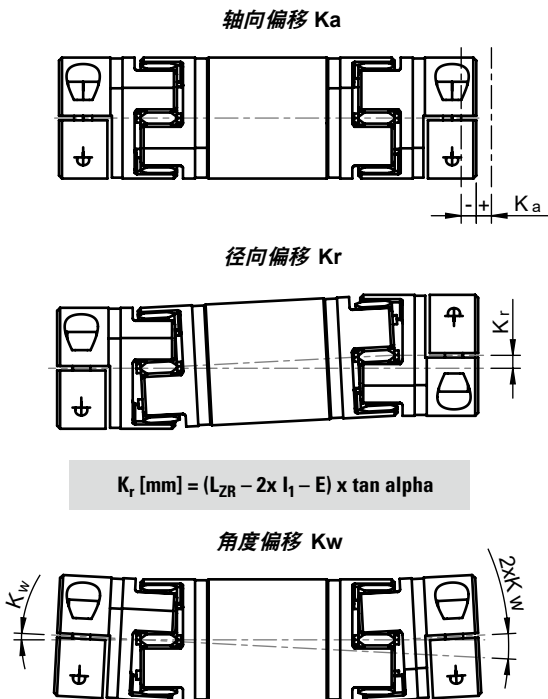 轴向偏移 Ka
- + Ka
径向偏移 Kr
Kr
Kr [mm] = (LZR – 2x l1 – E) x tan alpha
角度偏移 Kw
Kw
2xKw